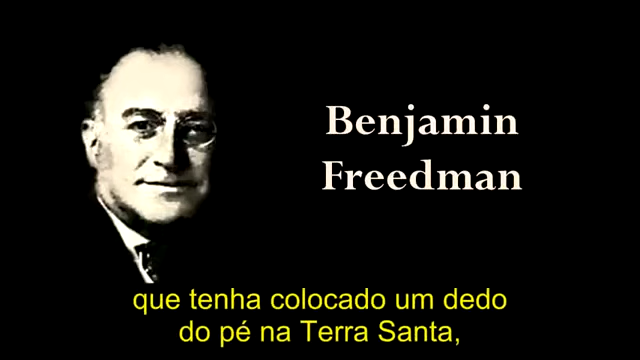 Benjamin
Freedman
que tenha colocado um dedo
do pé na Terra Santa,